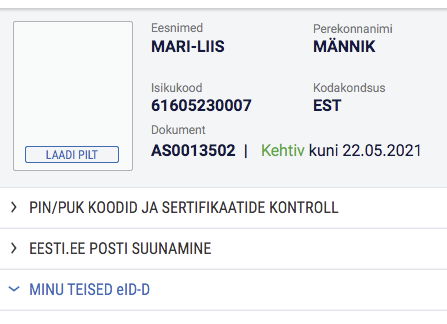 Eesnimed
MARI-LIIS
Perekonnanimi
MÄNNIK
Isikukood
61605230007
Kodakondsus
EST
Dokument
AS0013502 | Kehtiv kuni 22.05.2021
LAADI PILT
PIN/PUK KOODID JA SERTIFIKAATIDE KONTROLL
EESTI.EE POSTI SUUNAMINE
MINU TEISED eID-D